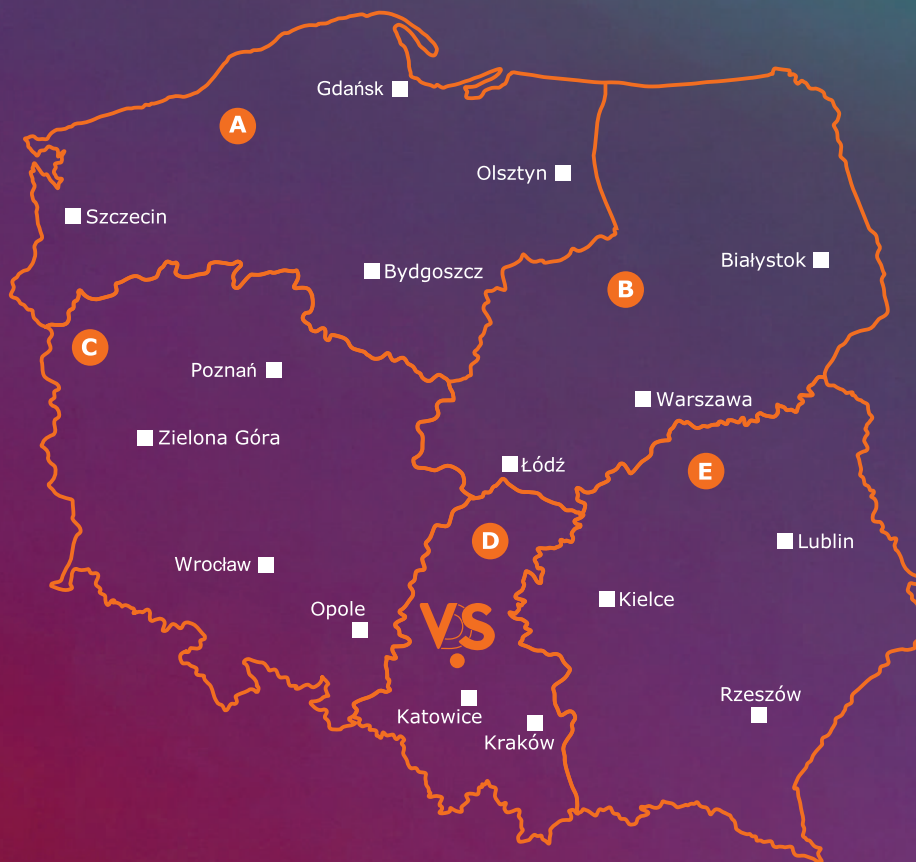 Gdańsk
A
Olsztyn
Szczecin
Białystok
Bydgoszcz
B
C
Poznań
Warszawa
Zielona Góra
Łódź
E
D
Lublin
Wrocław
Kielce
Opole
VS
Rzeszów
Katowice
Kraków